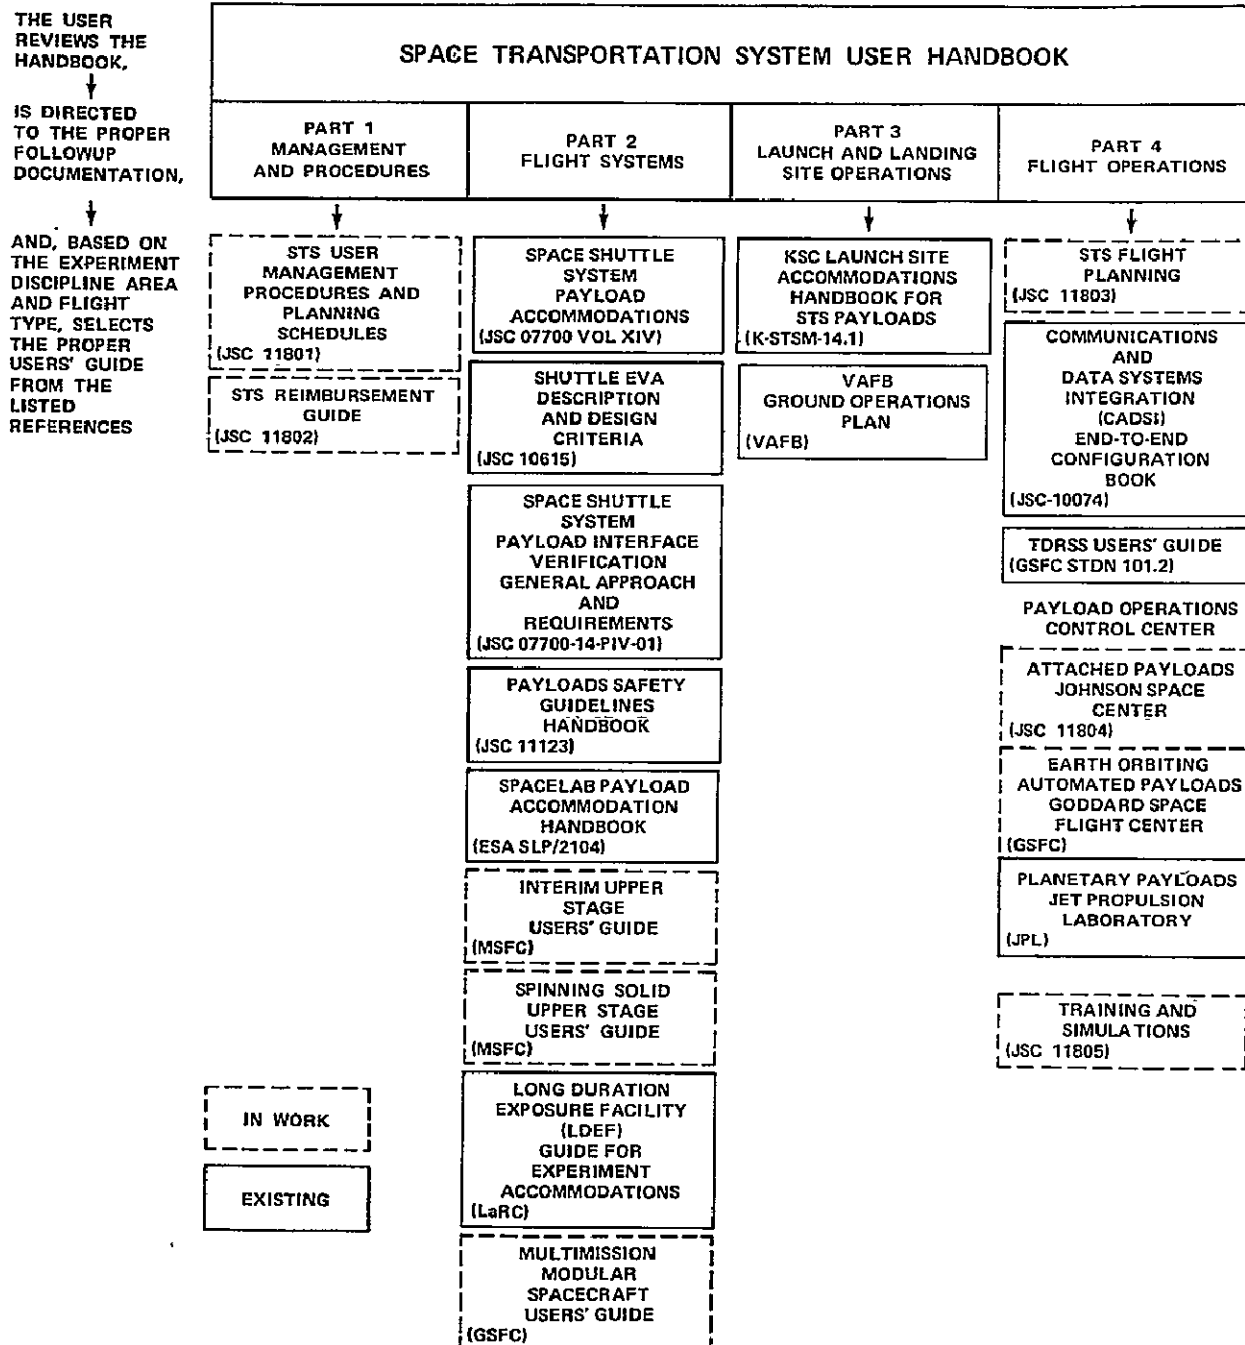 THE USER
REVIEWS THE
HANDBOOK,
IS DIRECTED
TO THE PROPER
FOLLOWUP
DOCUMENTATION,
AND, BASED ON
THE EXPERIMENT
DISCIPLINE AREA
AND FLIGHT
TYPE, SELECTS
THE PROPER
USERS' GUIDE
FROM THE
LISTED
REFERENCES
SPACE TRANSPORTATION SYSTEM USER HANDBOOK
PART 1
MANAGEMENT
AND PROCEDURES
STS USER
MANAGEMENT
PROCEDURES AND
PLANNING
SCHEDULES
(JSC 11801)
STS REIMBURSEMENT
GUIDE
(JSC 11802)
PART 2
FLIGHT SYSTEMS
SPACE SHUTTLE
SYSTEM
PAYLOAD
ACCOMMODATIONS
(JSC 07700 VOL XIV)
SHUTTLE EVA
DESCRIPTION
AND DESIGN
CRITERIA
(JSC 10615)
SPACE SHUTTLE
SYSTEM
PAYLOAD INTERFACE
VERIFICATION
GENERAL APPROACH
AND
REQUIREMENTS
(JSC 07700-14-PIV-01)
PAYLOADS SAFETY
GUIDELINES
HANDBOOK
(JSC 11123)
SPACELAB PAYLOAD
ACCOMMODATION
HANDBOOK
(ESA SLP/2104)
INTERIM UPPER
STAGE
USERS' GUIDE
(MSFC)
SPINNING SOLID
UPPER STAGE
USERS' GUIDE
(MSFC)
LONG DURATION
EXPOSURE FACILITY
(LDEF)
GUIDE FOR
EXPERIMENT
ACCOMMODATIONS
(LaRC)
MULTIMISSION
MODULAR
SPACECRAFT
USERS' GUIDE
(GSFC)
PART 3
LAUNCH AND LANDING
SITE OPERATIONS
KSC LAUNCH SITE
ACCOMMODATIONS
HANDBOOK FOR
STS PAYLOADS
(K-STSM-14.1)
VAFB
GROUND OPERATIONS
PLAN
(VAFB)
PART 4
FLIGHT OPERATIONS
STS FLIGHT
PLANNING
(JSC 11803)
COMMUNICATIONS
AND
DATA SYSTEMS
INTEGRATION
(CADSI)
END-TO-END
CONFIGURATION
BOOK
(JSC-10074)
TDRSS USERS' GUIDE
(GSFC STDN 101.2)
PAYLOAD OPERATIONS
CONTROL CENTER
ATTACHED PAYLOADS
JOHNSON SPACE
CENTER
(JSC 11804)
EARTH ORBITING
AUTOMATED PAYLOADS
GODDARD SPACE
FLIGHT CENTER
(GSFC)
PLANETARY PAYLOADS
JET PROPULSION
LABORATORY
(JPL)
TRAINING AND
SIMULATIONS
(JSC 11805)
IN WORK
EXISTING